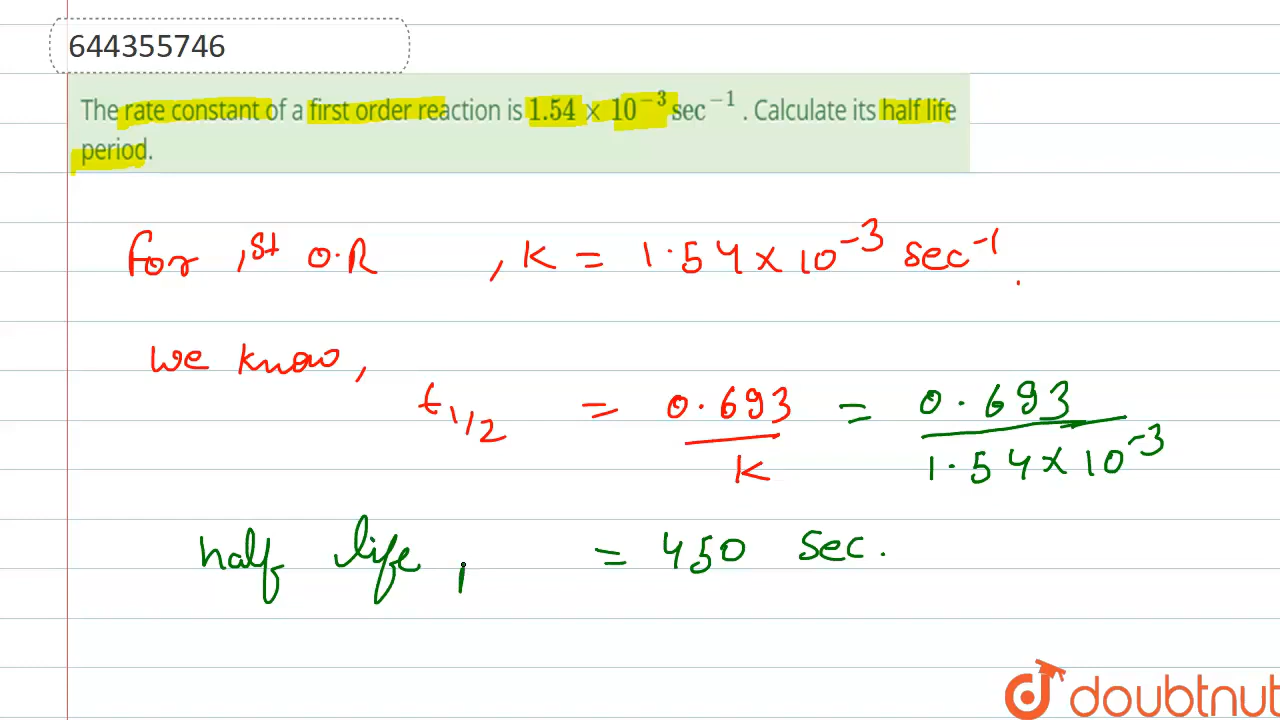 644355746
The rate constant of a first order reaction is 1.54 × 10⁻³ sec⁻¹ . Calculate its half life
period.
For 1st O.R , K = 1.54 × 10⁻³ sec⁻¹.
we know,
t1/2 = 0.693/K = 0.693/1.54 × 10⁻³
half life, = 450 sec.
doubtnut